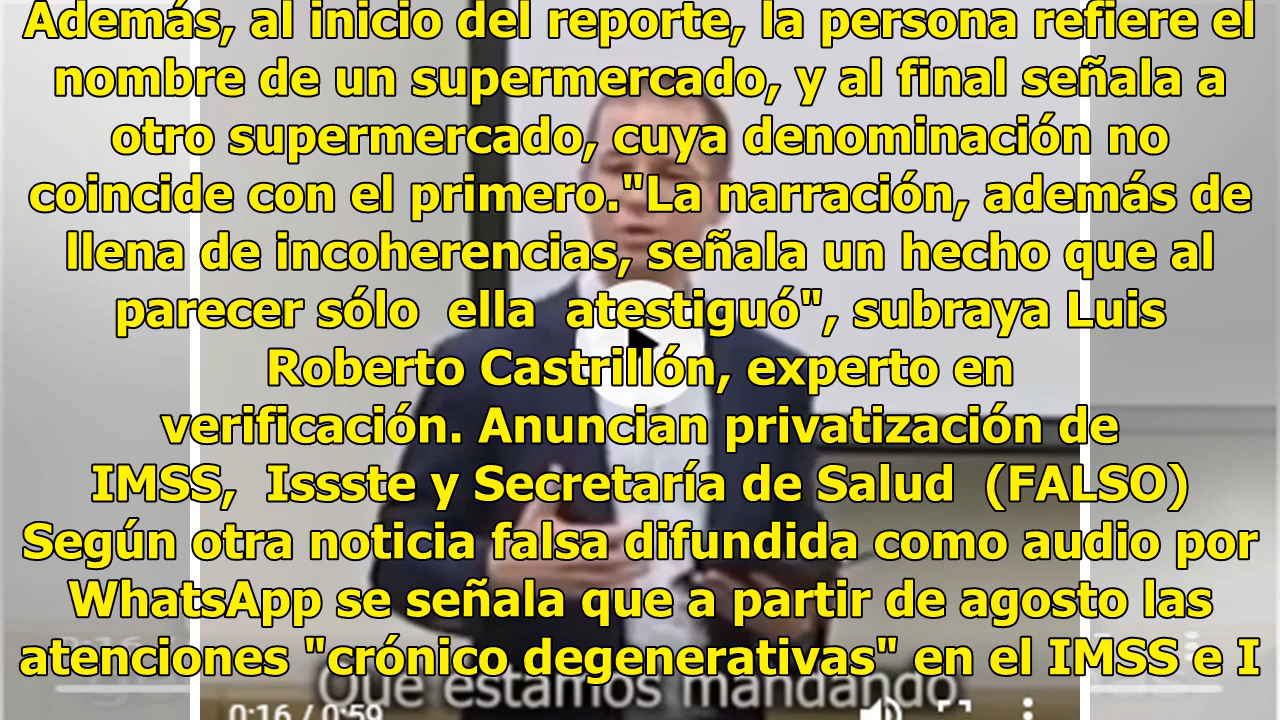 Además, al inicio del reporte, la persona refiere el
nombre de un supermercado, y al final señala a
otro supermercado, cuya denominación no
coincide con el primero."La narración, además de
llena de incoherencias, señala un hecho que al
parecer sólo ella atestiguó", subraya Luis
Roberto Castrillón, experto en
verificación. Anuncian privatización de
IMSS, Issste y Secretaría de Salud (FALSO)
Según otra noticia falsa difundida como audio por
WhatsApp se señala que a partir de agosto las
atenciones "crónico degenerativas" en el IMSS e I
Que estamos mandando
0:16 / 0:59